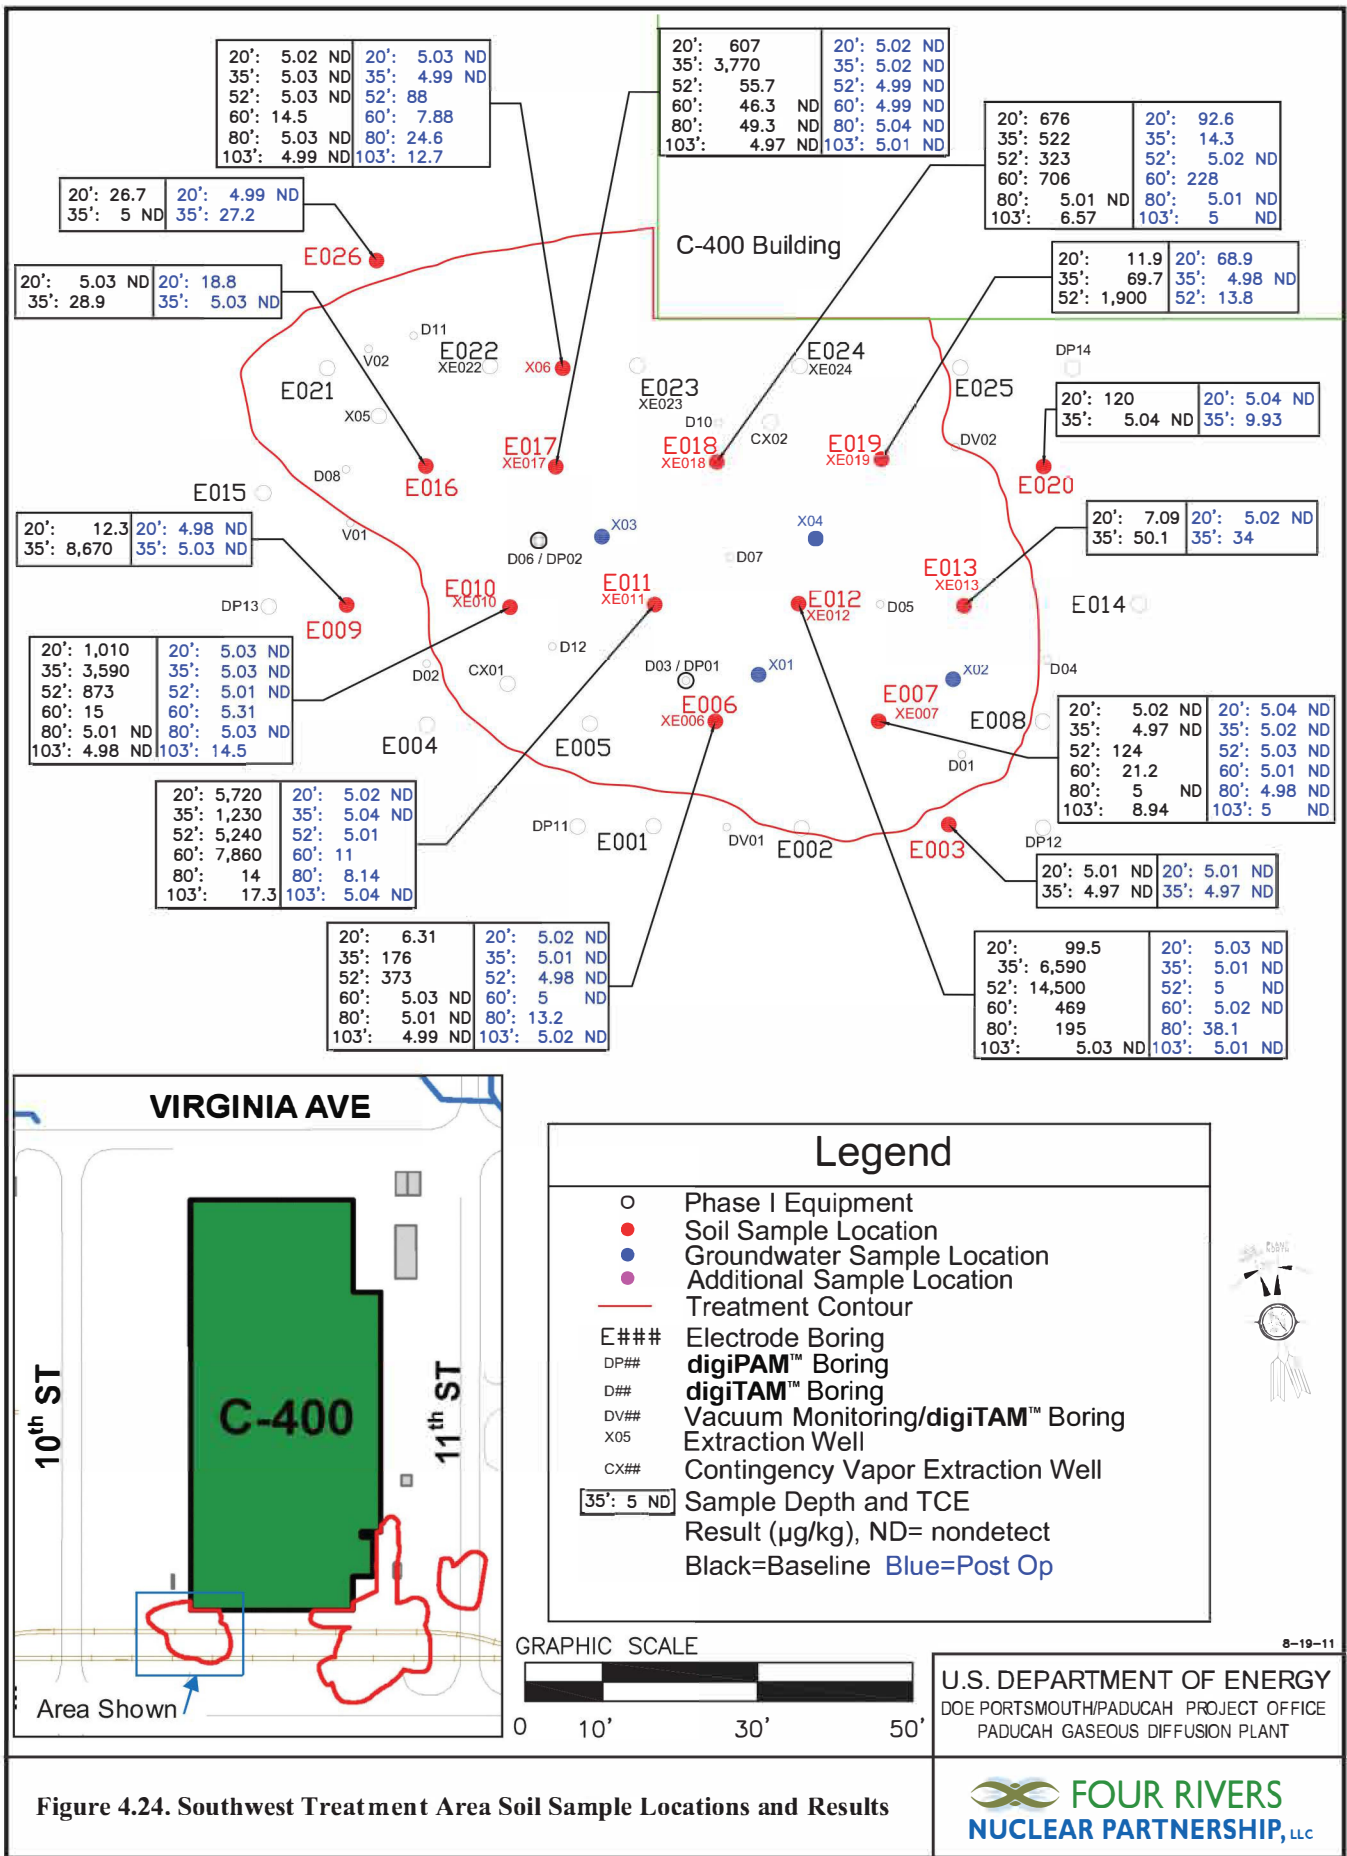 20': 5.02 ND 20': 5.03 ND
35': 5.03 ND 35': 4.99 ND
52': 5.03 ND 52': 88
60': 14.5 60': 7.88
80': 5.03 ND 80': 24.6
103': 4.99 ND 103': 12.7
20': 607 20': 5.02 ND
35': 3,770 35': 5.02 ND
52': 55.7 52': 4.99 ND
60': 46.3 ND 60': 4.99 ND
80': 49.3 ND 80': 5.04 ND
103': 4.97 ND 103': 5.01 ND
20': 676 20': 92.6
35': 522 35': 14.3
52': 323 52': 5.02 ND
60': 706 60': 228
80': 5.01 ND 80': 5.01 ND
103': 6.57 103': 5 ND
20': 26.7 20': 4.99 ND
35': 5 ND 35': 27.2
E026
C-400 Building
20': 11.9 20': 68.9
35': 69.7 35': 4.98 ND
52': 1,900 52': 13.8
20': 5.03 ND 20': 18.8
35': 28.9 35': 5.03 ND
D11
V02
E022
XE022
X06
E021
E023
XE023
E024
XE024
E025
DP14
X05
D10
CX02
20': 120 20': 5.04 ND
35': 5.04 ND 35': 9.93
D08
E016
E017
XE017
E018
XE018
E019
XE019
DV02
E020
E015
20': 12.3 20': 4.98 ND
35': 8,670 35': 5.03 ND
V01
X03
D06 / DP02
X04
D07
20': 7.09 20': 5.02 ND
35': 50.1 35': 34
DP13
E009
E010
XE010
E011
XE011
E012
XE012
D05
E013
XE013
E014
20': 1,010 20': 5.03 ND
35': 3,590 35': 5.03 ND
52': 873 52': 5.01 ND
60': 15 60': 5.31
80': 5.01 ND 80': 5.03 ND
103': 4.98 ND 103': 14.5
D02
CX01
D12
D03 / DP01
X01
X02
D04
E004
E005
E006
XE006
E007
XE007
E008
D01
20': 5.02 ND 20': 5.04 ND
35': 4.97 ND 35': 5.02 ND
52': 124 52': 5.03 ND
60': 21.2 60': 5.01 ND
80': 5 ND 80': 4.98 ND
103': 8.94 103': 5 ND
20': 5,720 20': 5.02 ND
35': 1,230 35': 5.04 ND
52': 5,240 52': 5.01
60': 7,860 60': 11
80': 14 80': 8.14
103': 17.3 103': 5.04 ND
DP11
E001
DV01
E002
E003
DP12
20': 5.01 ND 20': 5.01 ND
35': 4.97 ND 35': 4.97 ND
20': 6.31 20': 5.02 ND
35': 176 35': 5.01 ND
52': 373 52': 4.98 ND
60': 5.03 ND 60': 5 ND
80': 5.01 ND 80': 13.2
103': 4.99 ND 103': 5.02 ND
20': 99.5 20': 5.03 ND
35': 6,590 35': 5.01 ND
52': 14,500 52': 5 ND
60': 469 60': 5.02 ND
80': 195 80': 38.1
103': 5.03 ND 103': 5.01 ND
VIRGINIA AVE
10th ST
C-400
11th ST
Area Shown
Legend
Phase I Equipment
Soil Sample Location
Groundwater Sample Location
Additional Sample Location
Treatment Contour
E### Electrode Boring
DP## digiPAM™ Boring
D## digiTAM™ Boring
DV## Vacuum Monitoring/digiTAM™ Boring
X05 Extraction Well
CX## Contingency Vapor Extraction Well
35': 5 ND Sample Depth and TCE
Result (µg/kg), ND= nondetect
Black=Baseline Blue=Post Op
GRAPHIC SCALE
0 10' 30' 50'
8-19-11
U.S. DEPARTMENT OF ENERGY
DOE PORTSMOUTH/PADUCAH PROJECT OFFICE
PADUCAH GASEOUS DIFFUSION PLANT
Figure 4.24. Southwest Treatment Area Soil Sample Locations and Results
FOUR RIVERS
NUCLEAR PARTNERSHIP, LLC